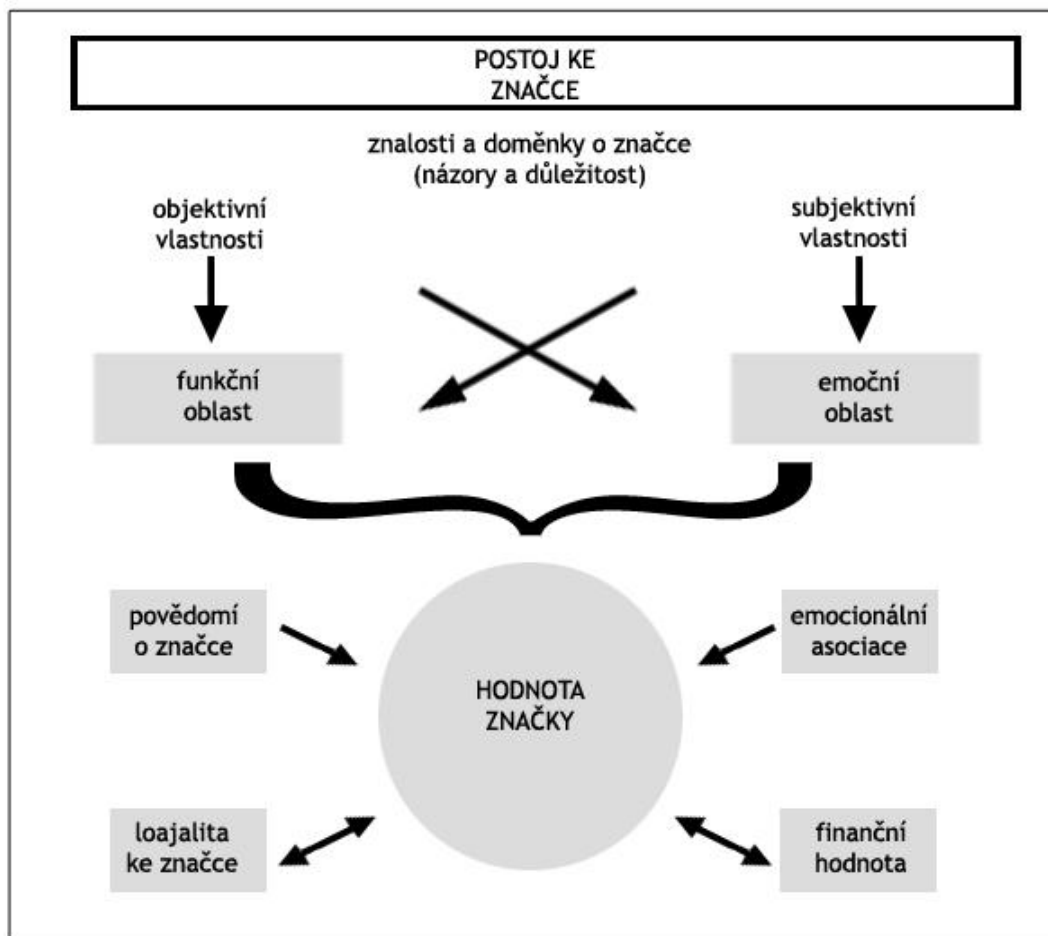 POSTOJ KE
ZNAČCE
znalosti a doměnky o značce
(názory a důležitost)
objektivní
vlastnosti
subjektivní
vlastnosti
funkční
oblast
emoční
oblast
povědomí
o značce
emocionální
asociace
HODNOTA
ZNAČKY
loajalita
ke značce
finanční
hodnota